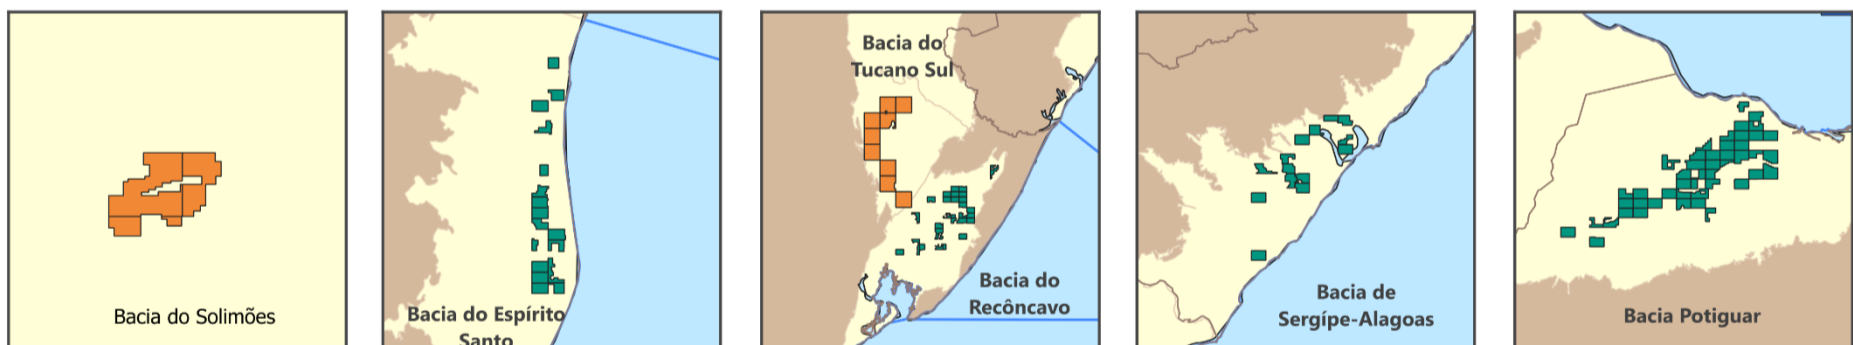 Bacia do Solimões
Bacia do Espírito
Santo
Bacia do
Tucano Sul
Bacia do
Recôncavo
Bacia de
Sergípe-Alagoas
Bacia Potiguar